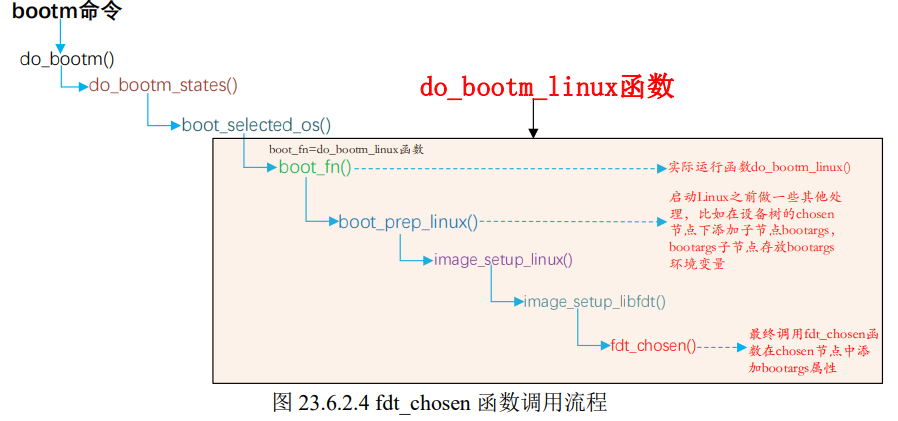 bootm命令
do_bootm()
do_bootm_states()
do_bootm_linux函数
boot_selected_os()
boot_fn=do_bootm_linux函数
boot_fn()
实际运行函数do_bootm_linux()
启动Linux之前做一些其他处
理，比如在设备树的chosen
节点下添加子节点bootargs，
bootargs子节点存放bootargs
环境变量
boot_prep_linux()
image_setup_linux()
image_setup_libfdt()
fdt_chosen()
最终调用fdt_chosen函
数在chosen节点中添
加bootargs属性
图 23.6.2.4 fdt_chosen 函数调用流程